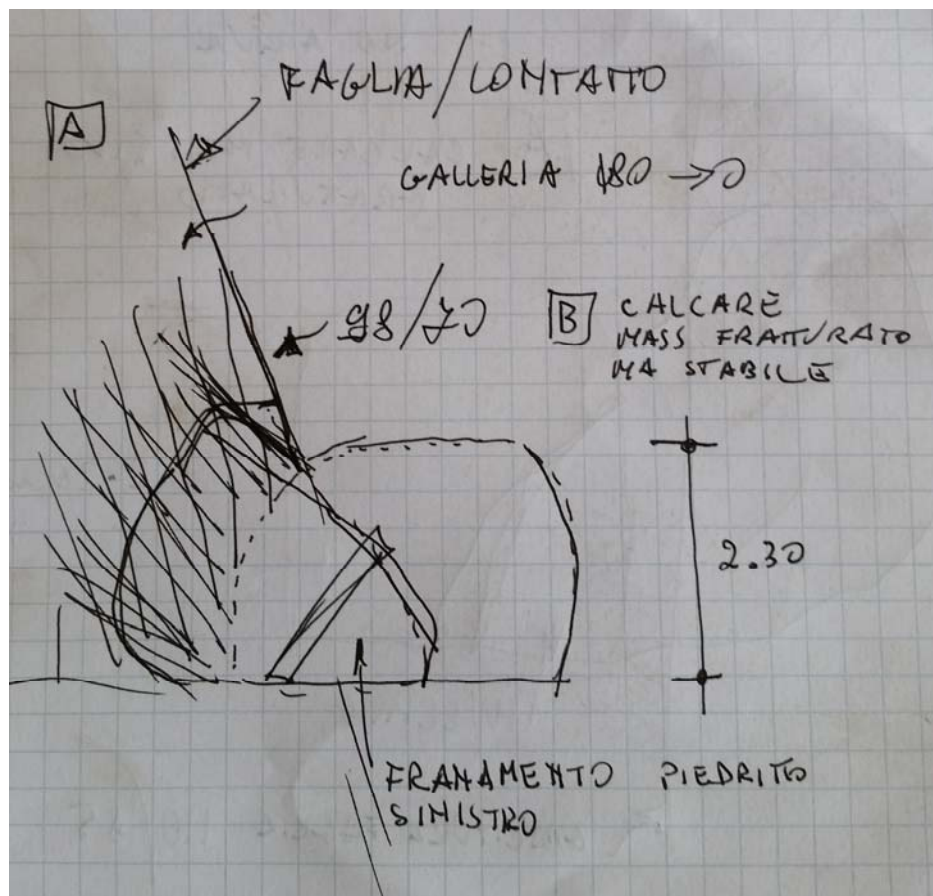 A
FAGLIA/CONTATTO
GALLERIA 180 → 0
98/70
B CALCARE
MASS FRATTURATO
MA STABILE
2.30
FRANAMENTO PIEDRITTO
SINISTRO